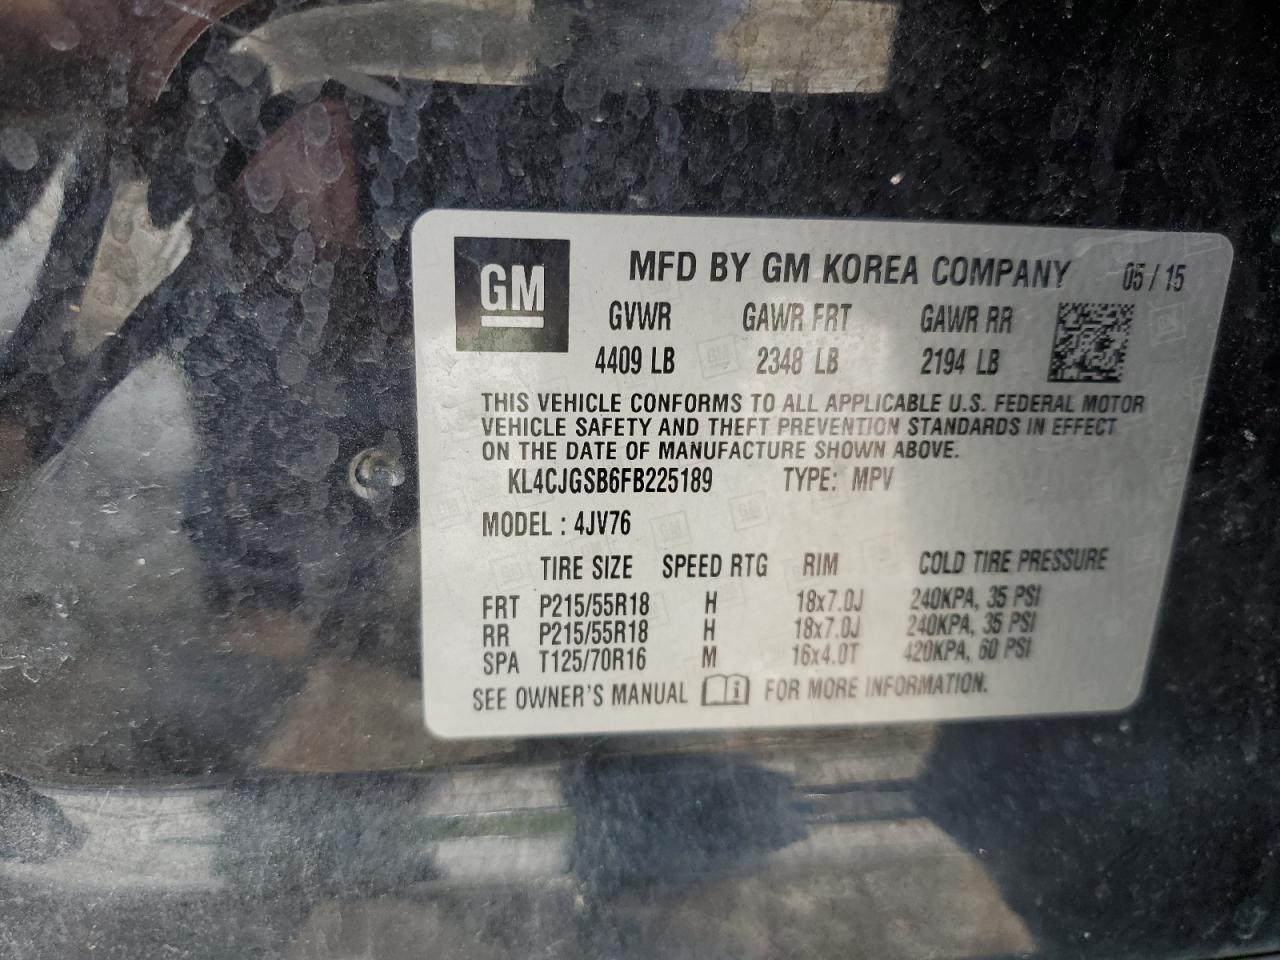 GM
MFD BY GM KOREA COMPANY 05 / 15
GVWR GAWR FRT GAWR RR
4409 LB 2348 LB 2194 LB
THIS VEHICLE CONFORMS TO ALL APPLICABLE U.S. FEDERAL MOTOR
VEHICLE SAFETY AND THEFT PREVENTION STANDARDS IN EFFECT
ON THE DATE OF MANUFACTURE SHOWN ABOVE.
KL4CJGSB6FB225189 TYPE: MPV
MODEL : 4JV76
TIRE SIZE SPEED RTG RIM COLD TIRE PRESSURE
FRT P215/55R18 H 18x7.0J 240KPA, 35 PSI
RR P215/55R18 H 18x7.0J 240KPA, 35 PSI
SPA T125/70R16 M 16x4.0T 420KPA, 60 PSI
SEE OWNER'S MANUAL FOR MORE INFORMATION.